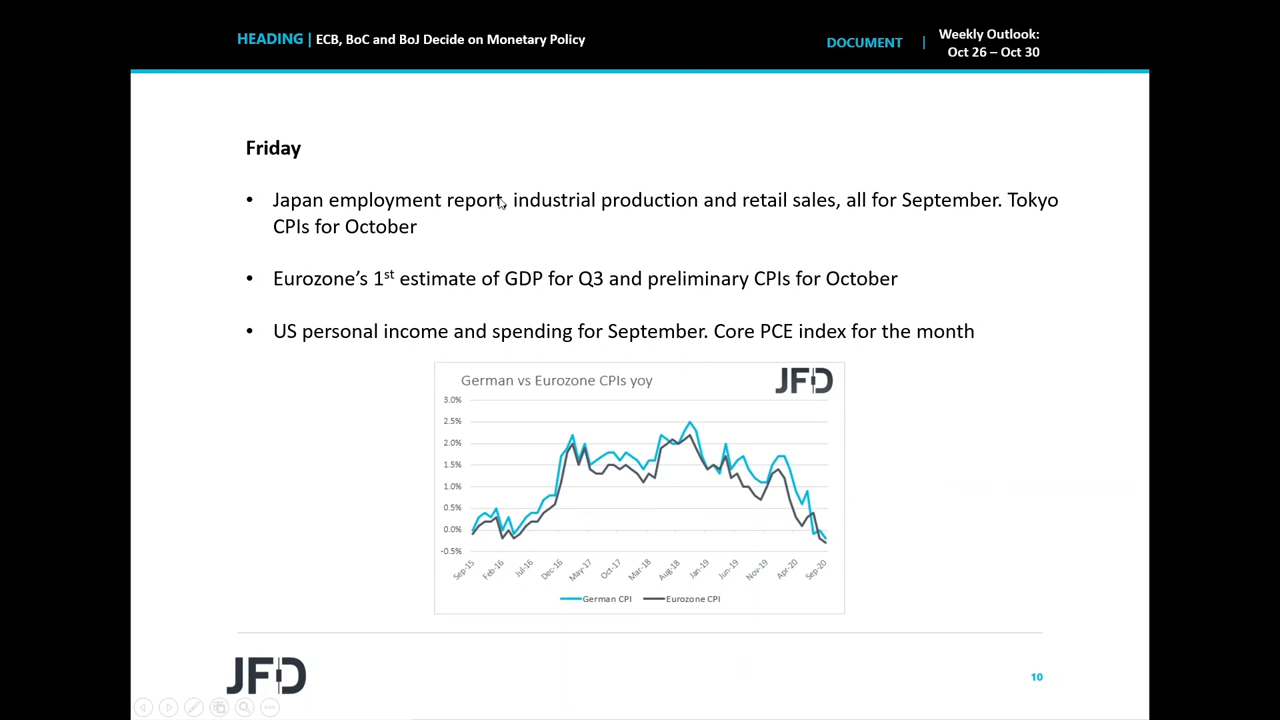 HEADING | ECB, BoC and BoJ Decide on Monetary Policy
DOCUMENT | Weekly Outlook:
Oct 26 – Oct 30
Friday
• Japan employment report, industrial production and retail sales, all for September. Tokyo
CPIs for October
• Eurozone’s 1st estimate of GDP for Q3 and preliminary CPIs for October
• US personal income and spending for September. Core PCE index for the month
German vs Eurozone CPIs yoy
JFD
3.0%
2.5%
2.0%
1.5%
1.0%
0.5%
0.0%
-0.5%
Sep-15 Feb-16 Jul-16 Dec-16 May-17 Oct-17 Mar-18 Aug-18 Jan-19 Jun-19 Nov-19 Apr-20 Sep-20
German CPI Eurozone CPI
JFD
10